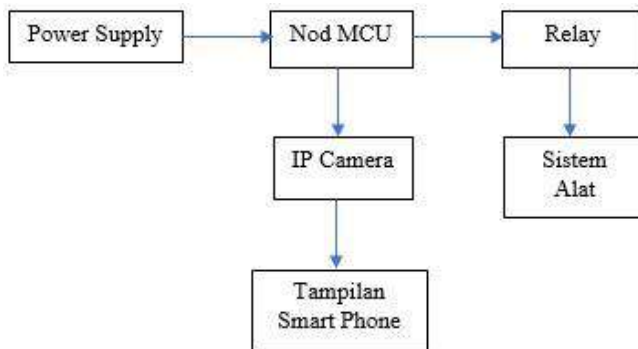 Power Supply
Nod MCU
Relay
IP Camera
Sistem
Alat
Tampilan
Smart Phone